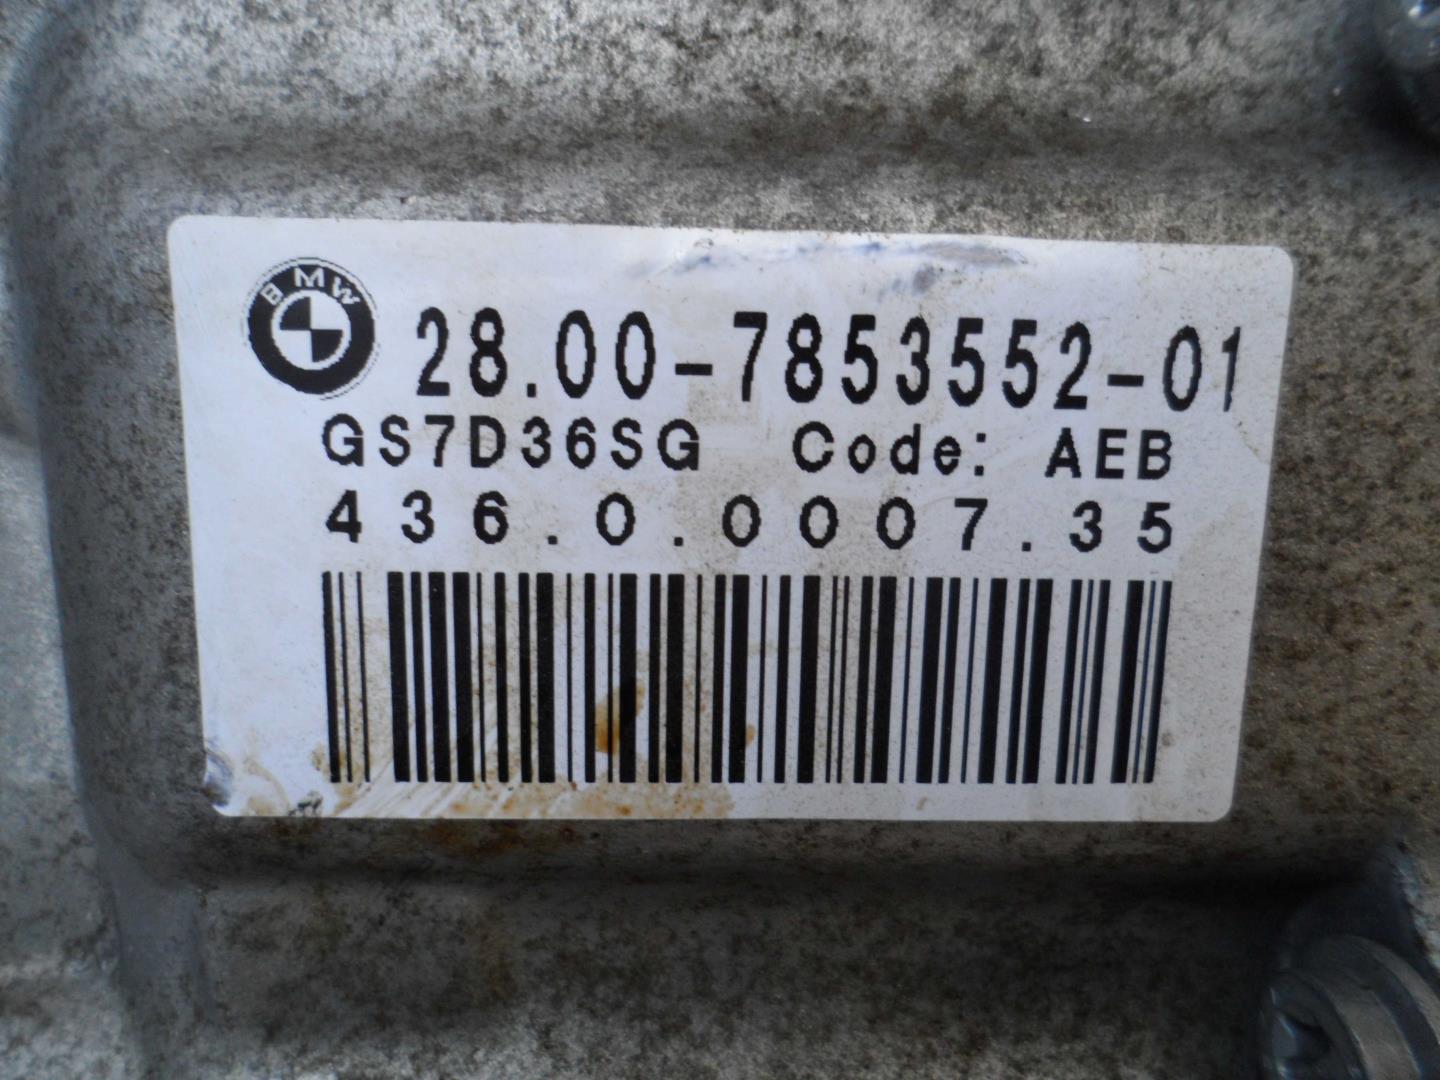 BMW 28.00-7853552-01
GS7D36SG Code: AEB
436.0.0007.35